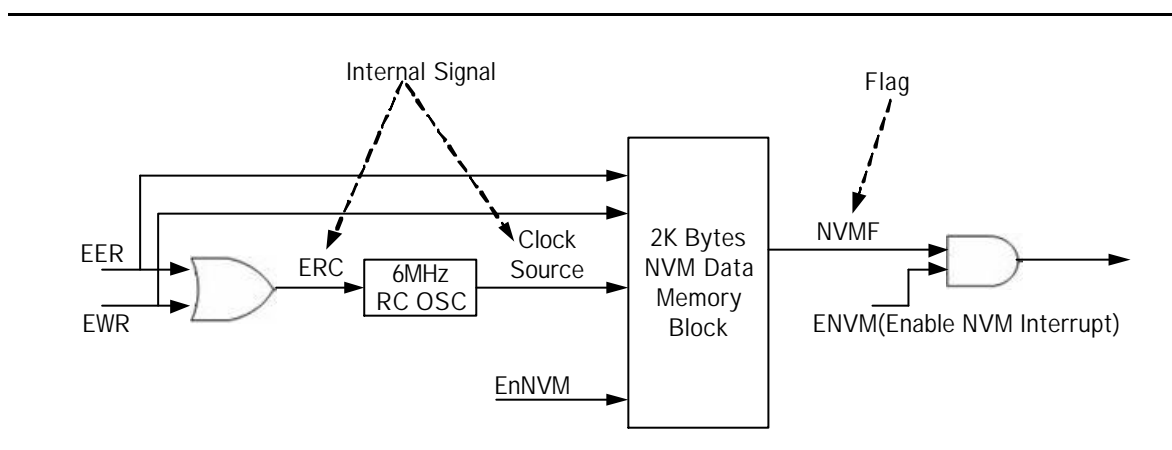 Internal Signal
Flag
EER
EWR
ERC
6MHz
RC OSC
Clock
Source
2K Bytes
NVM Data
Memory
Block
NVMF
ENVM(Enable NVM Interrupt)
EnNVM